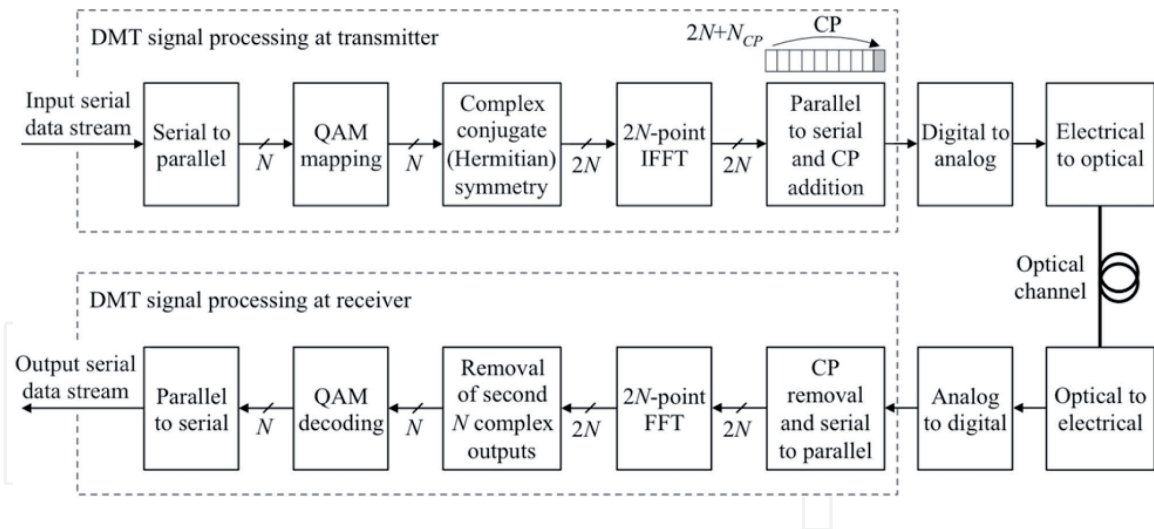 DMT signal processing at transmitter
2N+N_CP
CP
Input serial
data stream
Serial to
parallel
N
QAM
mapping
N
Complex
conjugate
(Hermitian)
symmetry
2N
2N-point
IFFT
2N
Parallel
to serial
and CP
addition
Digital to
analog
Electrical
to optical
Optical
channel
DMT signal processing at receiver
Output serial
data stream
Parallel
to serial
N
QAM
decoding
N
Removal
of second
N complex
outputs
2N
2N-point
FFT
2N
CP
removal
and serial
to parallel
Analog
to digital
Optical to
electrical